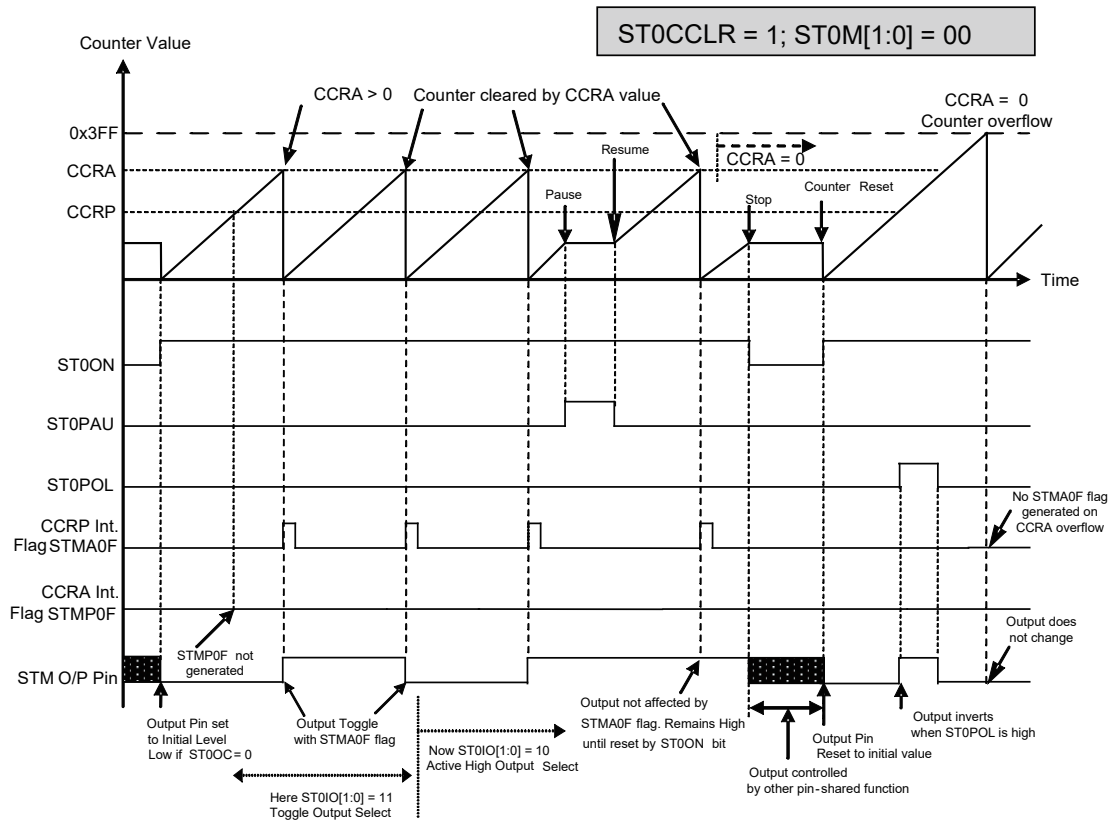 ST0CCLR = 1; ST0M[1:0] = 00
Counter Value
CCRA > 0
Counter cleared by CCRA value
CCRA = 0
Counter overflow
0x3FF
CCRA = 0
Resume
CCRA
Pause
Stop
Counter Reset
CCRP
Time
ST0ON
ST0PAU
ST0POL
No STMA0F flag
generated on
CCRA overflow
CCRP Int.
Flag STMA0F
CCRA Int.
Flag STMP0F
STMP0F not
generated
Output does
not change
STM O/P Pin
Output Pin set
to Initial Level
Low if ST0OC = 0
Output Toggle
with STMA0F flag
Now ST0IO[1:0] = 10
Active High Output Select
Output not affected by
STMA0F flag. Remains High
until reset by ST0ON bit
Output Pin
Reset to initial value
Output inverts
when ST0POL is high
Output controlled
by other pin-shared function
Here ST0IO[1:0] = 11
Toggle Output Select